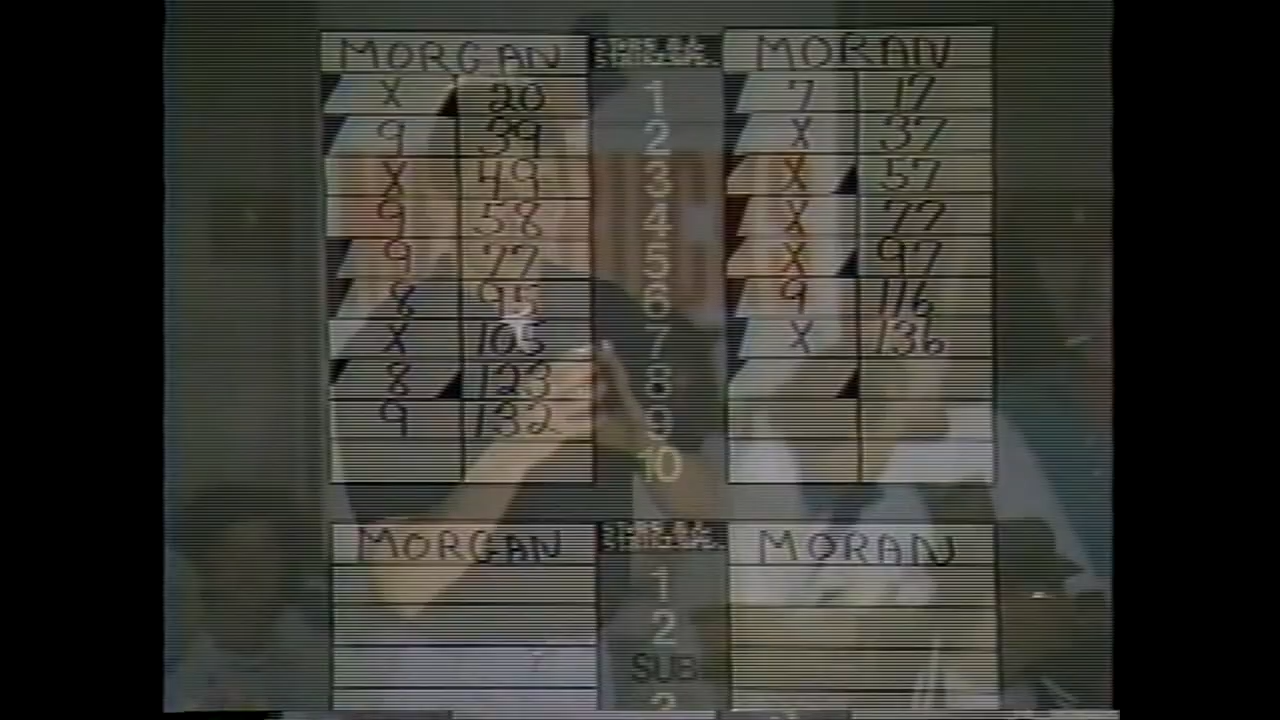 MORGAN MORAN
X 20 1 7 17
9 39 2 X 37
X 49 3 X 57
9 58 4 X 77
9 77 5 X 97
8 95 6 9 116
X 105 7 X 136
8 123 8
9 132 9
10
MORGAN MORAN
1
2
SUB
3